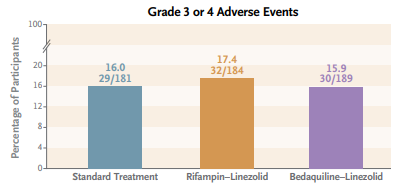 Grade 3 or 4 Adverse Events
Percentage of Participants
100
20
16
12
8
4
0
16.0
29/181
17.4
32/184
15.9
30/189
Standard Treatment
Rifampin–Linezolid
Bedaquiline–Linezolid